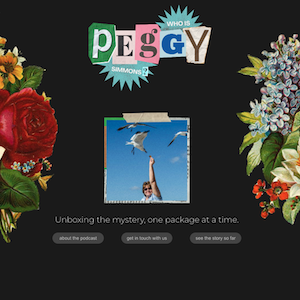 WHO IS
PEGGY
SIMMONS?
Unboxing the mystery, one package at a time.
about the podcast
get in touch with us
see the story so far